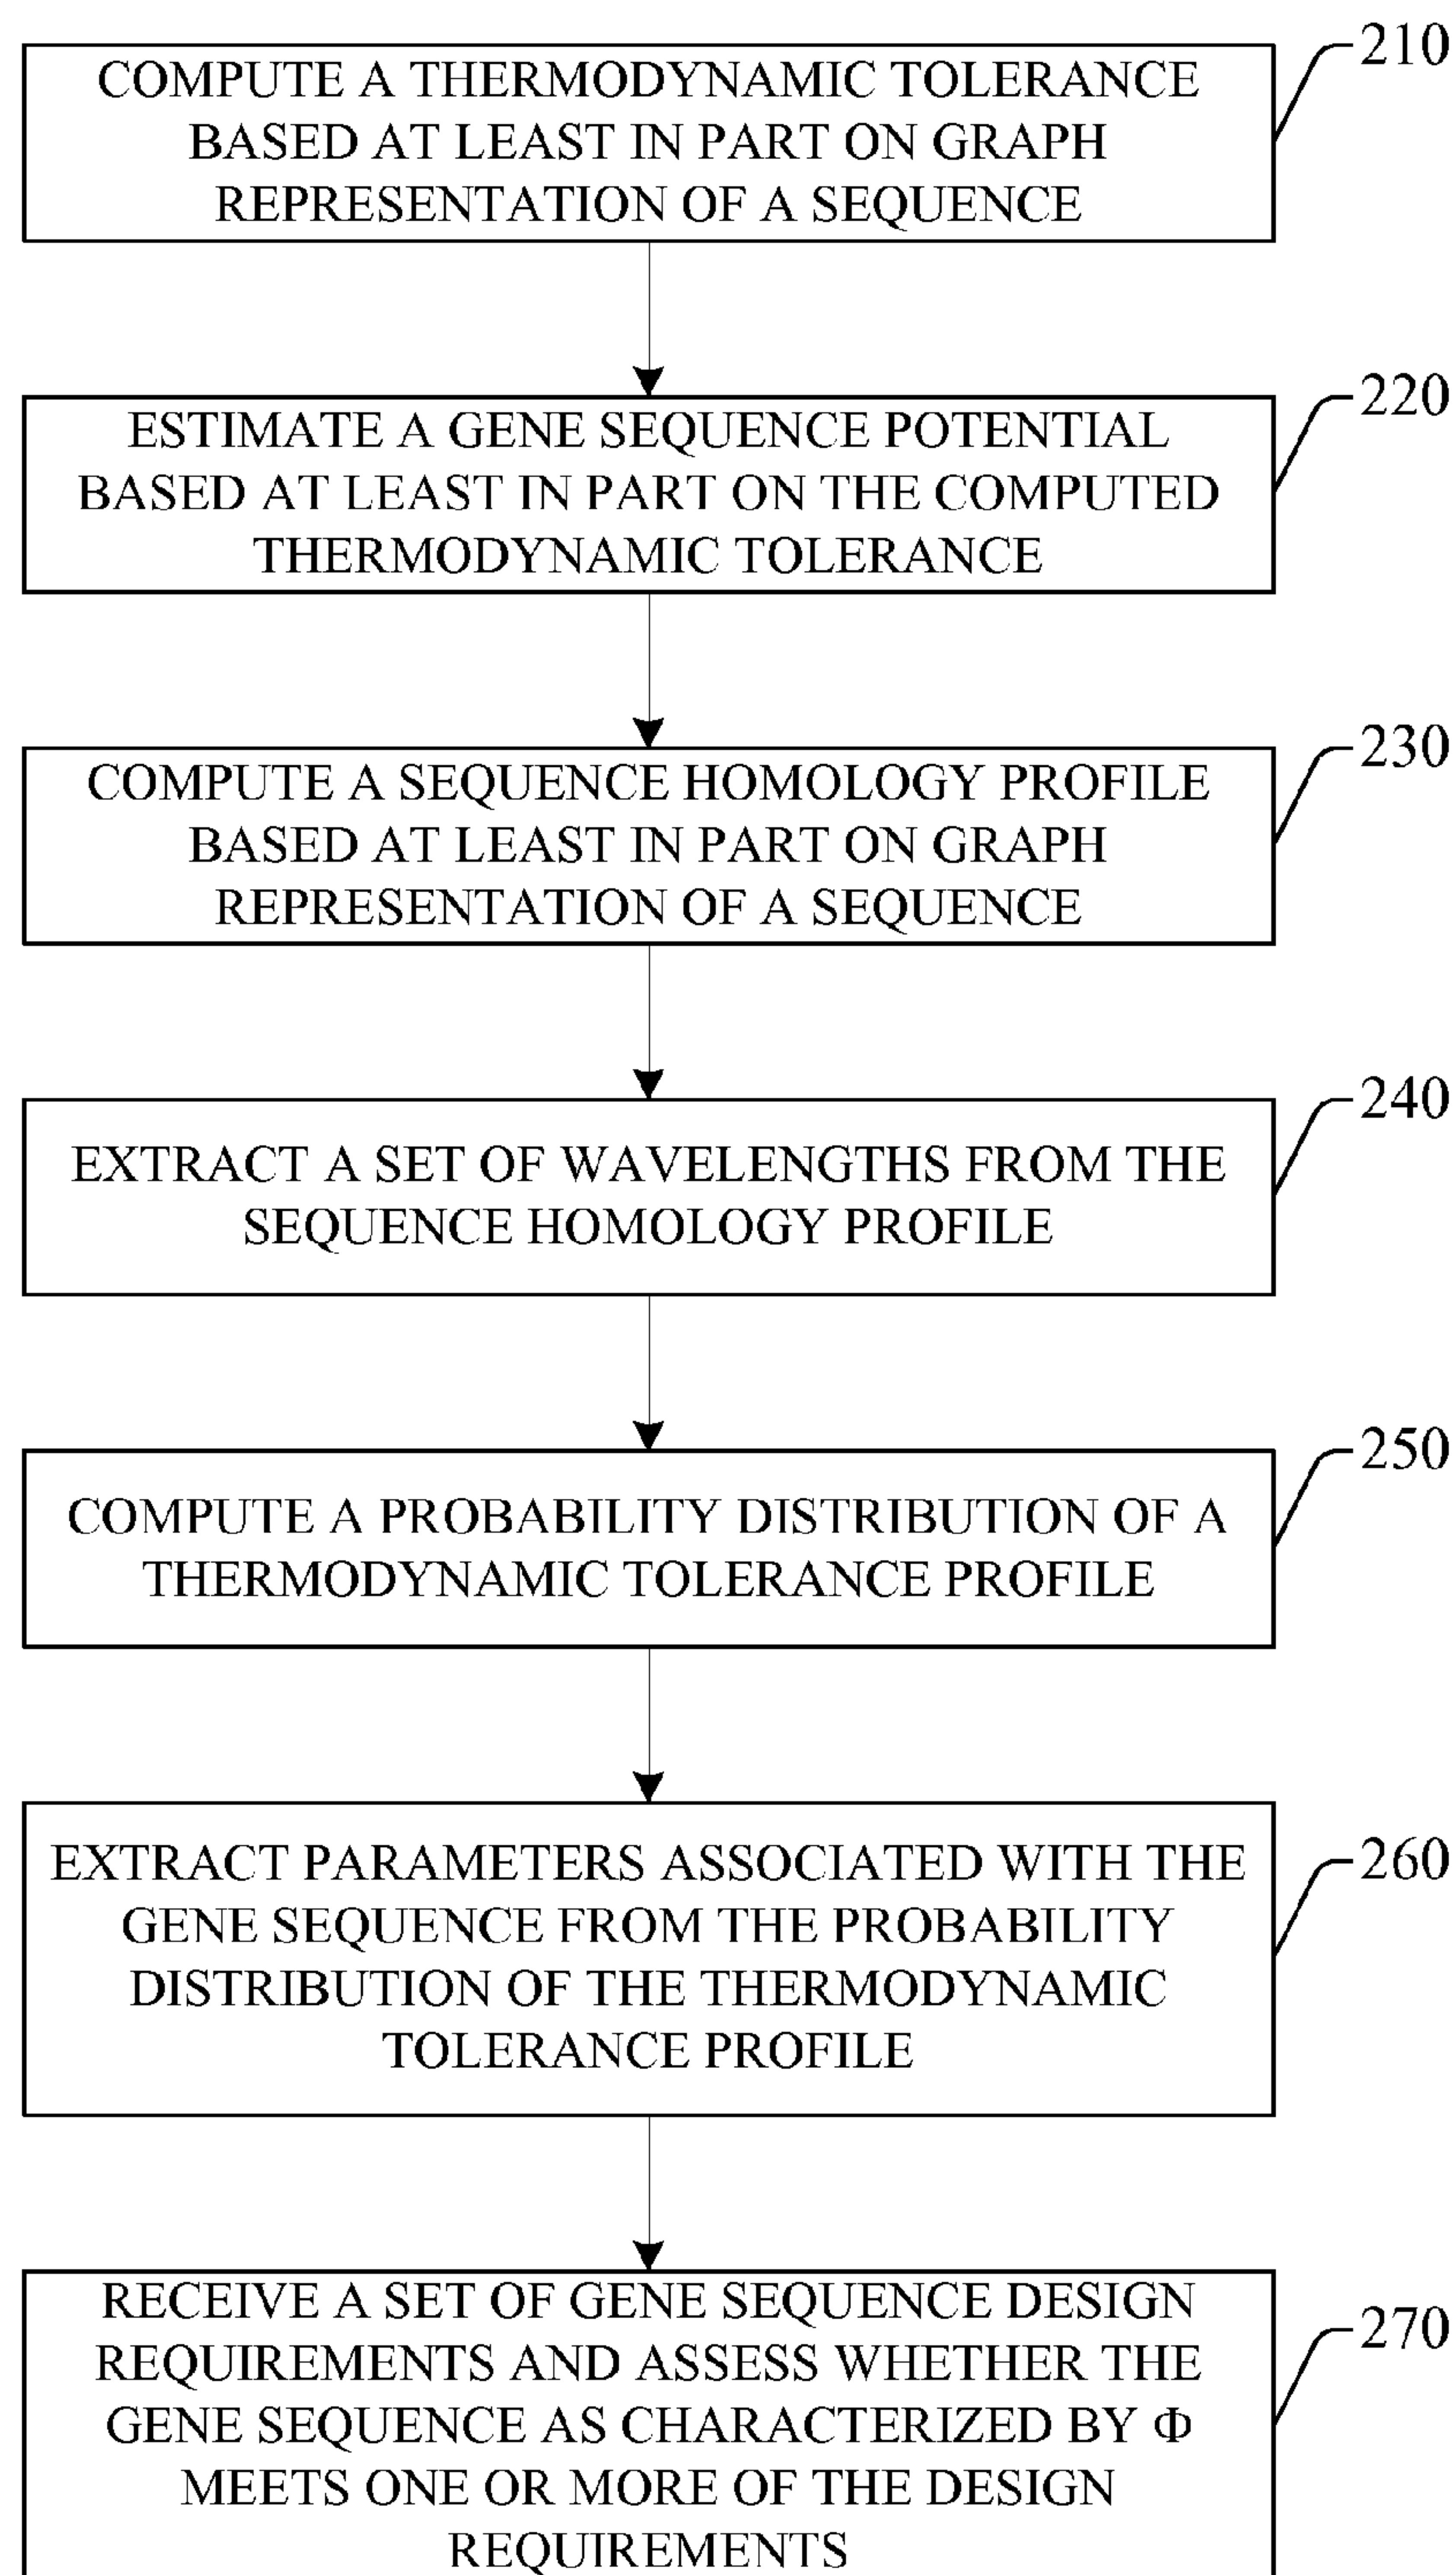 210
COMPUTE A THERMODYNAMIC TOLERANCE
BASED AT LEAST IN PART ON GRAPH
REPRESENTATION OF A SEQUENCE
220
ESTIMATE A GENE SEQUENCE POTENTIAL
BASED AT LEAST IN PART ON THE COMPUTED
THERMODYNAMIC TOLERANCE
230
COMPUTE A SEQUENCE HOMOLOGY PROFILE
BASED AT LEAST IN PART ON GRAPH
REPRESENTATION OF A SEQUENCE
240
EXTRACT A SET OF WAVELENGTHS FROM THE
SEQUENCE HOMOLOGY PROFILE
250
COMPUTE A PROBABILITY DISTRIBUTION OF A
THERMODYNAMIC TOLERANCE PROFILE
260
EXTRACT PARAMETERS ASSOCIATED WITH THE
GENE SEQUENCE FROM THE PROBABILITY
DISTRIBUTION OF THE THERMODYNAMIC
TOLERANCE PROFILE
270
RECEIVE A SET OF GENE SEQUENCE DESIGN
REQUIREMENTS AND ASSESS WHETHER THE
GENE SEQUENCE AS CHARACTERIZED BY Φ
MEETS ONE OR MORE OF THE DESIGN
REQUIREMENTS